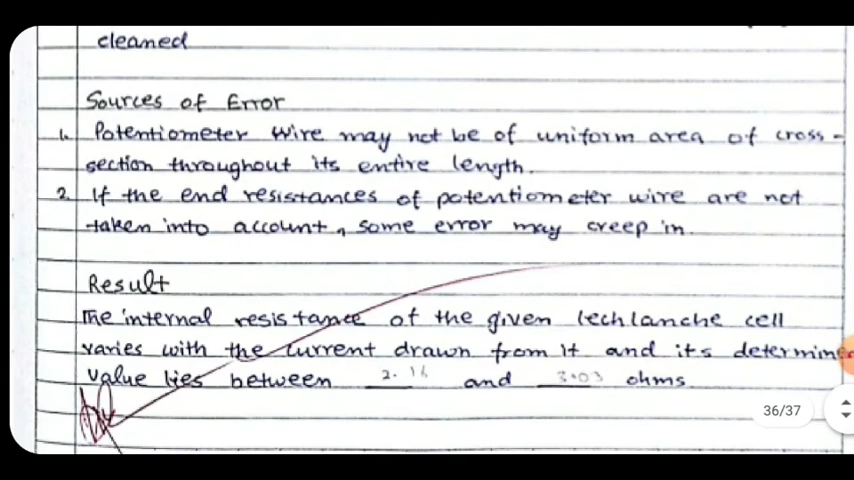 cleaned
Sources of Error
1. Potentiometer wire may not be of uniform area of cross-
section throughout its entire length.
2. If the end resistances of potentiometer wire are not
taken into account, some error may creep in.
Result
The internal resistance of the given lechlanche cell
varies with the current drawn from it and its determine
value lies between 2.16 and 3.03 ohms
36/37